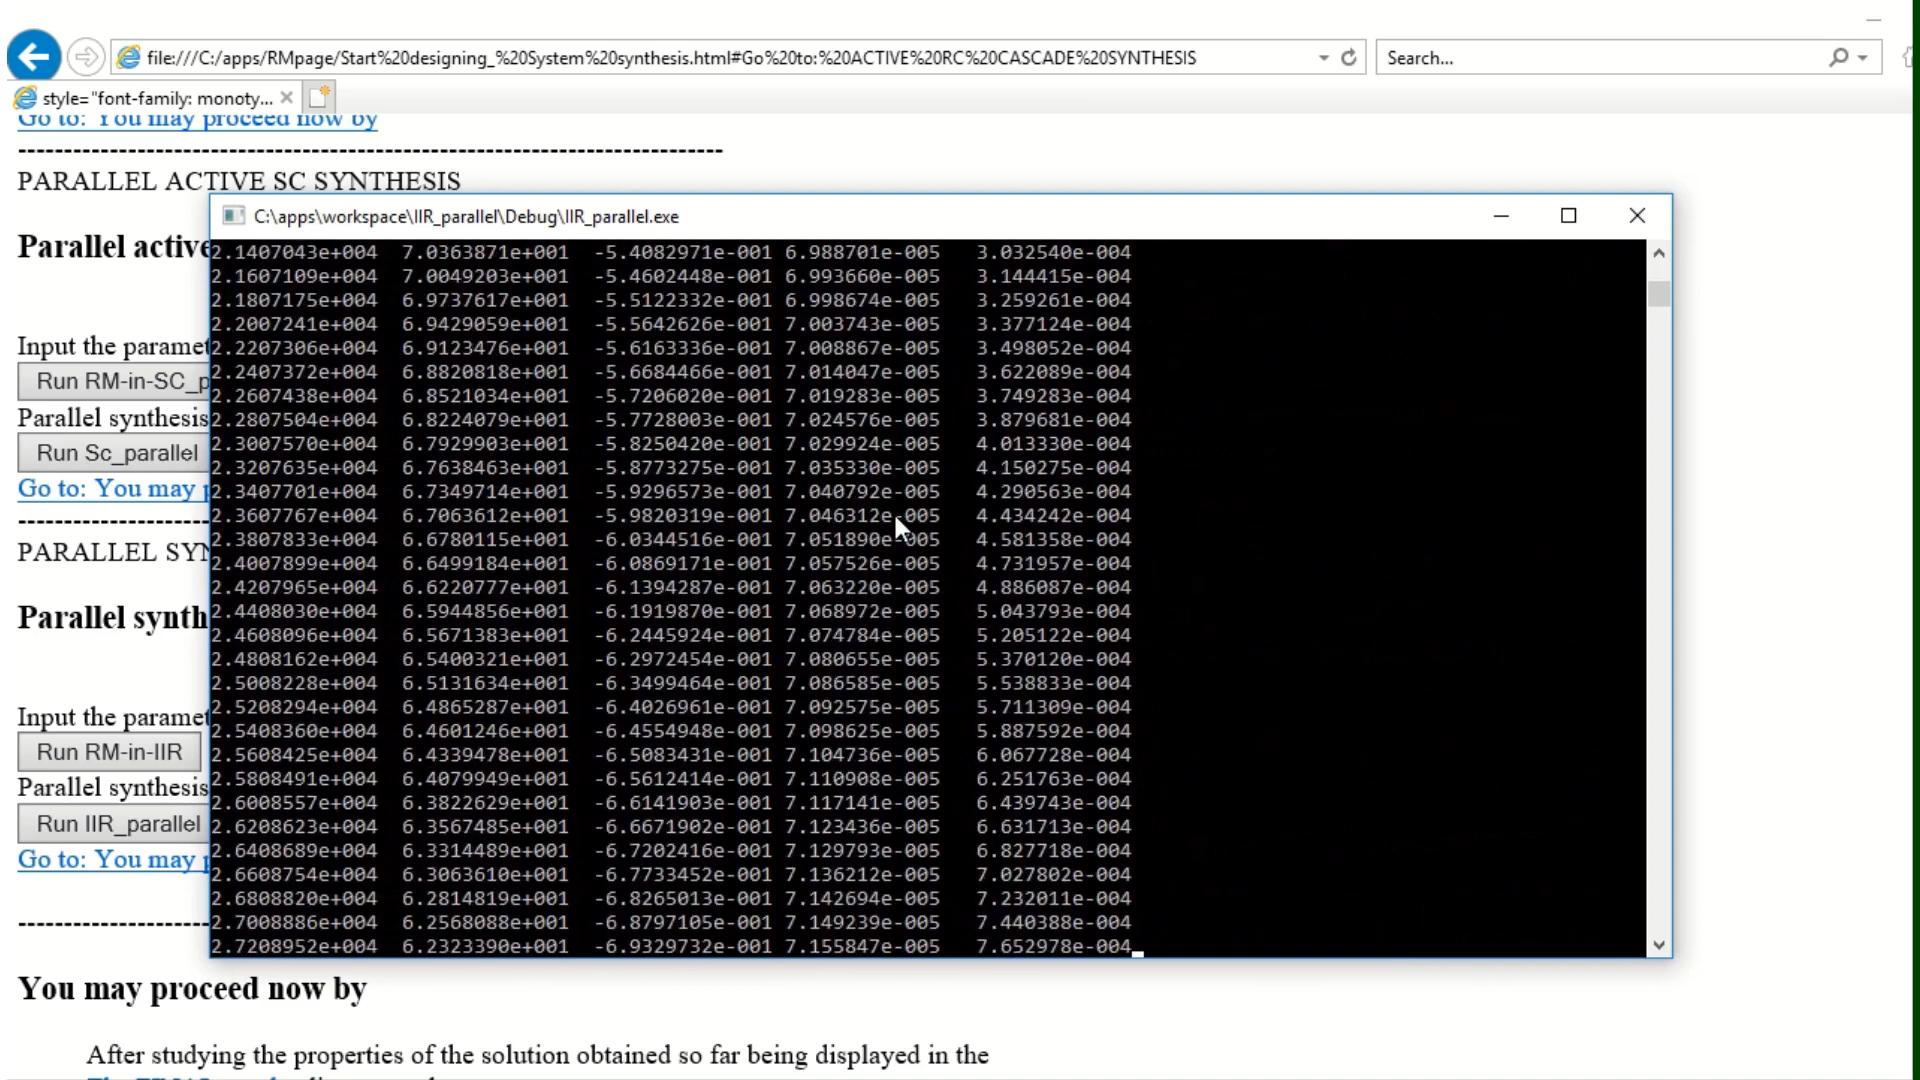 file:///C:/apps/RMpage/Start%20designing_%20System%20synthesis.html#Go%20to:%20ACTIVE%20RC%20CASCADE%20SYNTHESIS
Search...
style="font-family: monoty...
Go to: You may proceed now by
-----------------------------------------------------------------------------
PARALLEL ACTIVE SC SYNTHESIS
C:\apps\workspace\IIR_parallel\Debug\IIR_parallel.exe
Parallel active
Input the paramet
Run RM-in-SC_p
Parallel synthesis
Run Sc_parallel
Go to: You may p
PARALLEL SYN
Parallel synth
Input the paramet
Run RM-in-IIR
Parallel synthesis
Run IIR_parallel
Go to: You may p
2.1407043e+004 7.0363871e+001 -5.4082971e-001 6.988701e-005 3.032540e-004
2.1607109e+004 7.0049203e+001 -5.4602448e-001 6.993660e-005 3.144415e-004
2.1807175e+004 6.9737617e+001 -5.5122332e-001 6.998674e-005 3.259261e-004
2.2007241e+004 6.9429059e+001 -5.5642626e-001 7.003743e-005 3.377124e-004
2.2207306e+004 6.9123476e+001 -5.6163336e-001 7.008867e-005 3.498052e-004
2.2407372e+004 6.8820818e+001 -5.6684466e-001 7.014047e-005 3.622089e-004
2.2607438e+004 6.8521034e+001 -5.7206020e-001 7.019283e-005 3.749283e-004
2.2807504e+004 6.8224079e+001 -5.7728003e-001 7.024576e-005 3.879681e-004
2.3007570e+004 6.7929903e+001 -5.8250420e-001 7.029924e-005 4.013330e-004
2.3207635e+004 6.7638463e+001 -5.8773275e-001 7.035330e-005 4.150275e-004
2.3407701e+004 6.7349714e+001 -5.9296573e-001 7.040792e-005 4.290563e-004
2.3607767e+004 6.7063612e+001 -5.9820319e-001 7.046312e-005 4.434242e-004
2.3807833e+004 6.6780115e+001 -6.0344516e-001 7.051890e-005 4.581358e-004
2.4007899e+004 6.6499184e+001 -6.0869171e-001 7.057526e-005 4.731957e-004
2.4207965e+004 6.6220777e+001 -6.1394287e-001 7.063220e-005 4.886087e-004
2.4408030e+004 6.5944856e+001 -6.1919870e-001 7.068972e-005 5.043793e-004
2.4608096e+004 6.5671383e+001 -6.2445924e-001 7.074784e-005 5.205122e-004
2.4808162e+004 6.5400321e+001 -6.2972454e-001 7.080655e-005 5.370120e-004
2.5008228e+004 6.5131634e+001 -6.3499464e-001 7.086585e-005 5.538833e-004
2.5208294e+004 6.4865287e+001 -6.4026961e-001 7.092575e-005 5.711309e-004
2.5408360e+004 6.4601246e+001 -6.4554948e-001 7.098625e-005 5.887592e-004
2.5608425e+004 6.4339478e+001 -6.5083431e-001 7.104736e-005 6.067728e-004
2.5808491e+004 6.4079949e+001 -6.5612414e-001 7.110908e-005 6.251763e-004
2.6008557e+004 6.3822629e+001 -6.6141903e-001 7.117141e-005 6.439743e-004
2.6208623e+004 6.3567485e+001 -6.6671902e-001 7.123436e-005 6.631713e-004
2.6408689e+004 6.3314489e+001 -6.7202416e-001 7.129793e-005 6.827718e-004
2.6608754e+004 6.3063610e+001 -6.7733452e-001 7.136212e-005 7.027802e-004
2.6808820e+004 6.2814819e+001 -6.8265013e-001 7.142694e-005 7.232011e-004
2.7008886e+004 6.2568088e+001 -6.8797105e-001 7.149239e-005 7.440388e-004
2.7208952e+004 6.2323390e+001 -6.9329732e-001 7.155847e-005 7.652978e-004
You may proceed now by
After studying the properties of the solution obtained so far being displayed in the